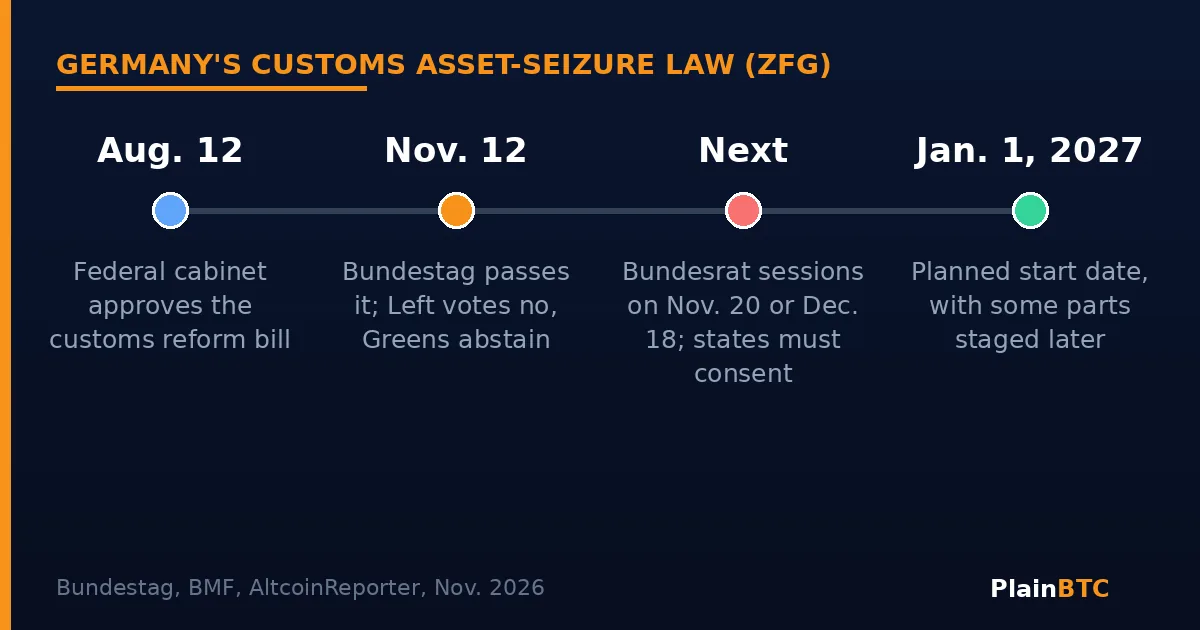 GERMANY'S CUSTOMS ASSET-SEIZURE LAW (ZFG)
Aug. 12
Federal cabinet
approves the
customs reform bill
Nov. 12
Bundestag passes
it; Left votes no,
Greens abstain
Next
Bundesrat sessions
on Nov. 20 or Dec.
18; states must
consent
Jan. 1, 2027
Planned start date,
with some parts
staged later
Bundestag, BMF, AltcoinReporter, Nov. 2026
PlainBTC